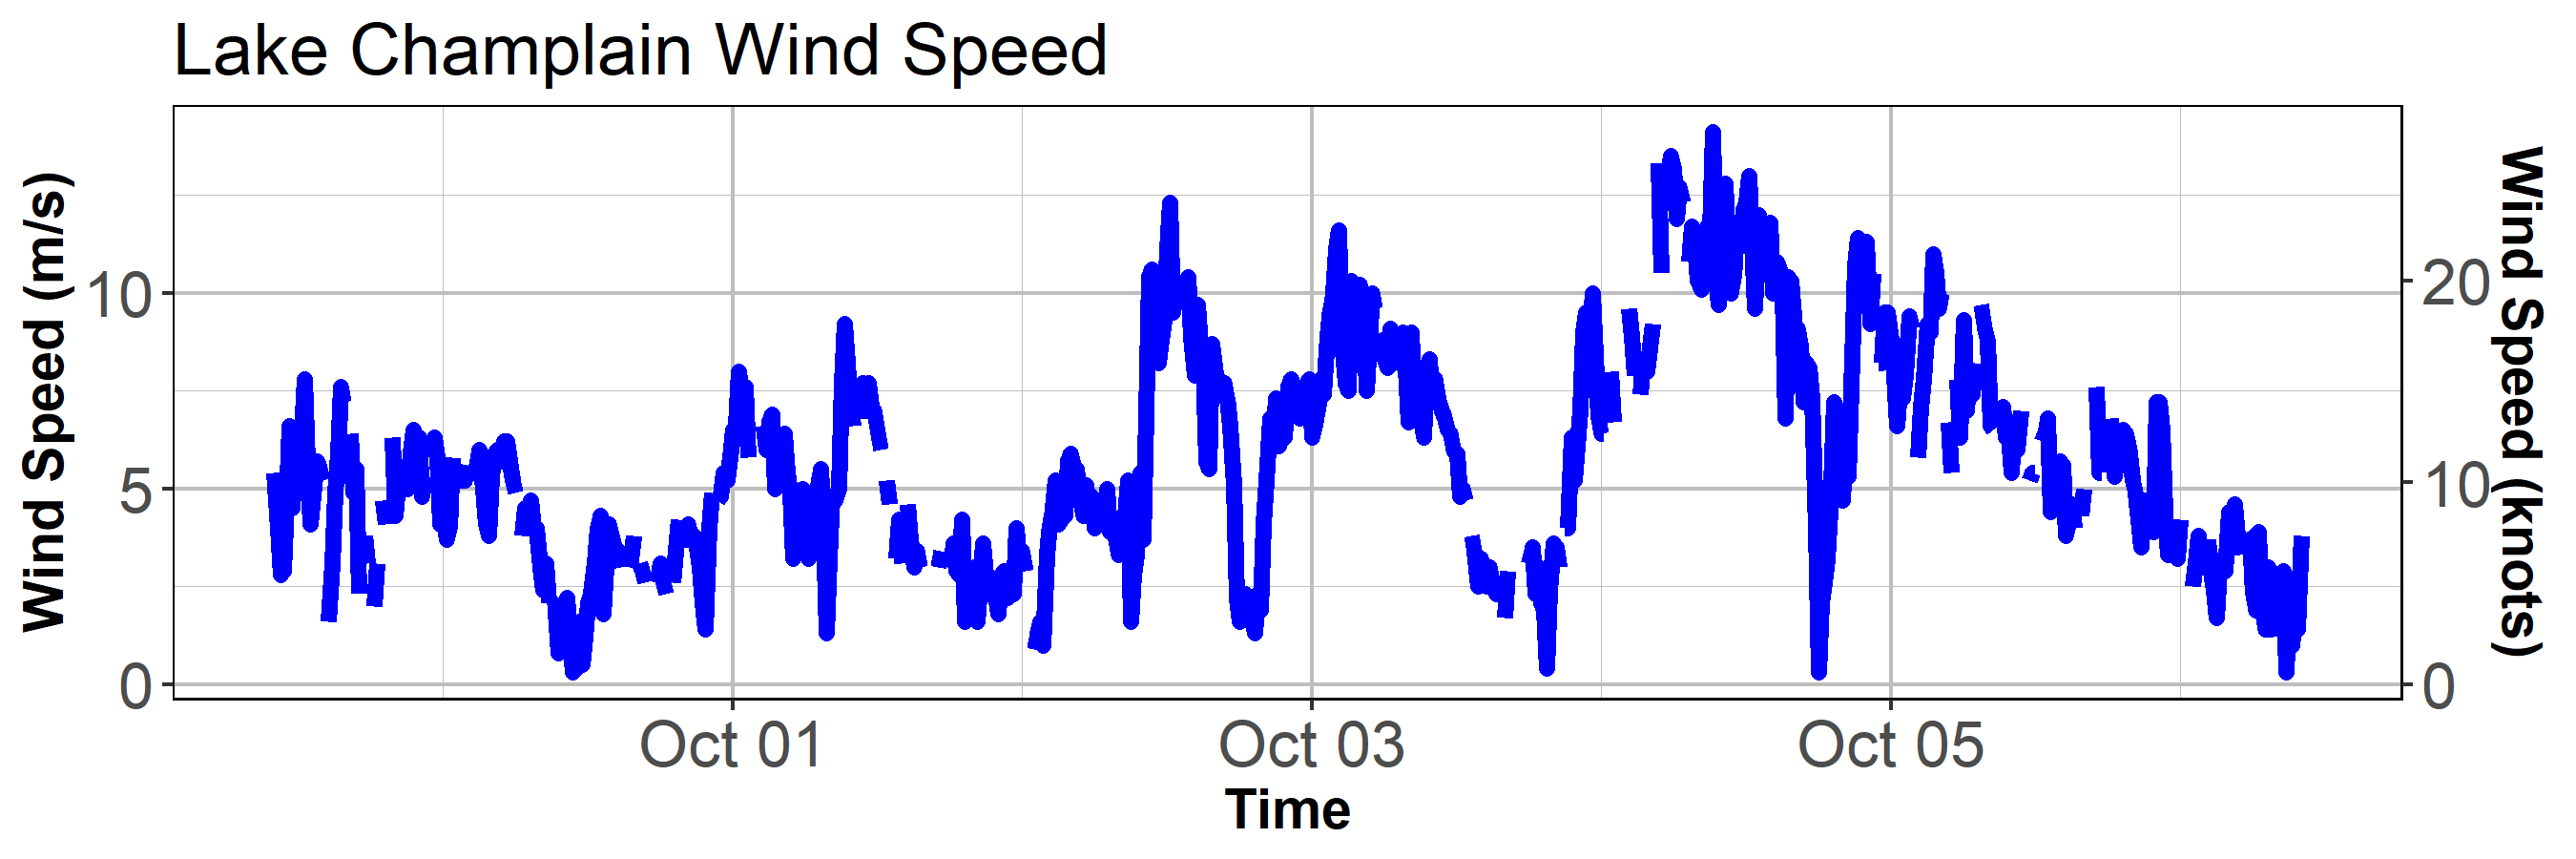 Lake Champlain Wind Speed
Wind Speed (m/s)
10
5
0
20
10
0
Wind Speed (knots)
Oct 01
Oct 03
Oct 05
Time